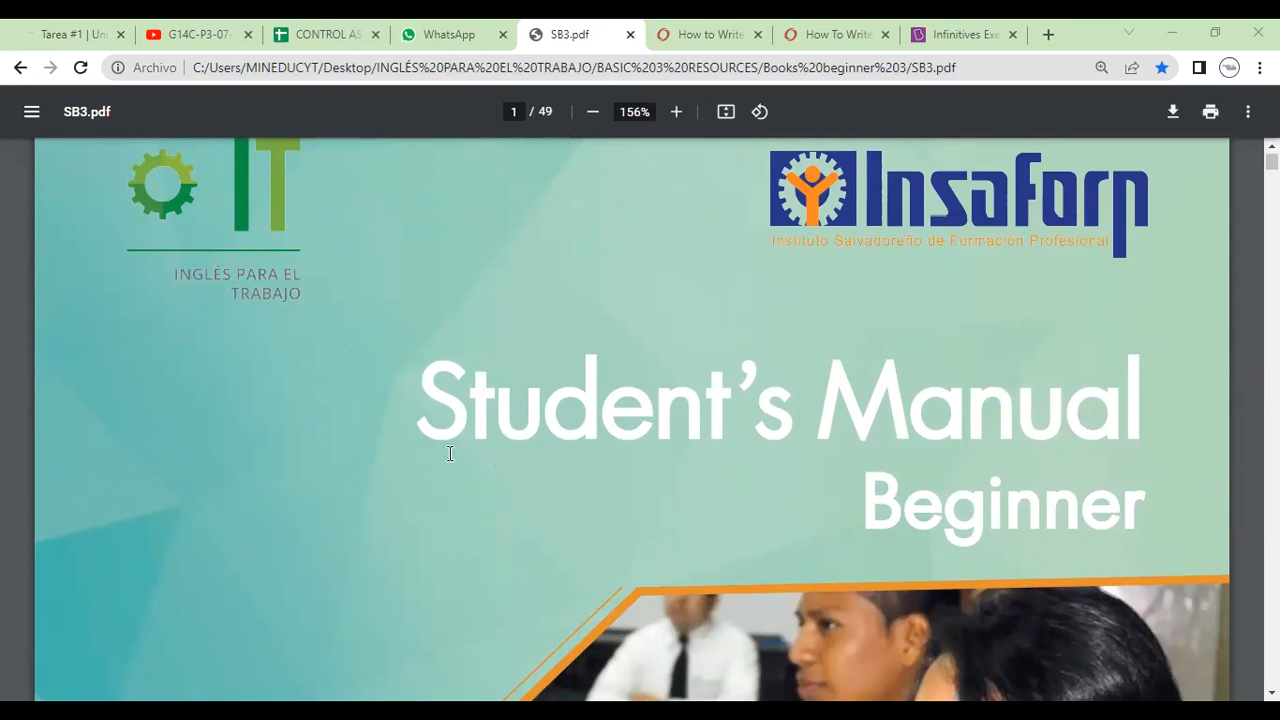 Tarea #1 | Un
G14C-P3-07-
CONTROL AS
WhatsApp
SB3.pdf
How to Write
How To Write
Infinitives Exe
Archivo
C:/Users/MINEDUCYT/Desktop/INGLÉS%20PARA%20EL%20TRABAJO/BASIC%203%20RESOURCES/Books%20beginner%203/SB3.pdf
SB3.pdf
1 / 49
156%
IT
INGLÉS PARA EL
TRABAJO
Insaforp
Instituto Salvadoreño de Formación Profesional
Student's Manual
Beginner